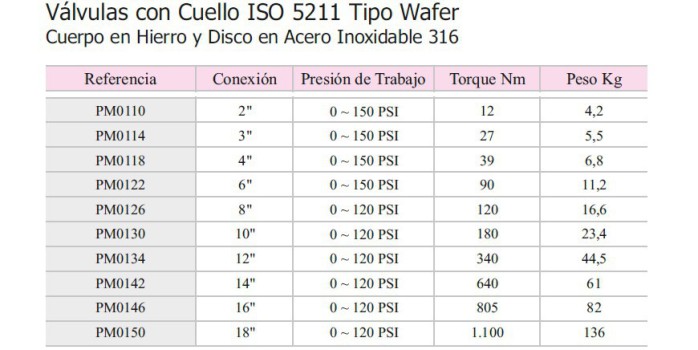 Válvulas con Cuello ISO 5211 Tipo Wafer
Cuerpo en Hierro y Disco en Acero Inoxidable 316
Referencia Conexión Presión de Trabajo Torque Nm Peso Kg
PM0110 2" 0 ~ 150 PSI 12 4,2
PM0114 3" 0 ~ 150 PSI 27 5,5
PM0118 4" 0 ~ 150 PSI 39 6,8
PM0122 6" 0 ~ 150 PSI 90 11,2
PM0126 8" 0 ~ 120 PSI 120 16,6
PM0130 10" 0 ~ 120 PSI 180 23,4
PM0134 12" 0 ~ 120 PSI 340 44,5
PM0142 14" 0 ~ 120 PSI 640 61
PM0146 16" 0 ~ 120 PSI 805 82
PM0150 18" 0 ~ 120 PSI 1.100 136